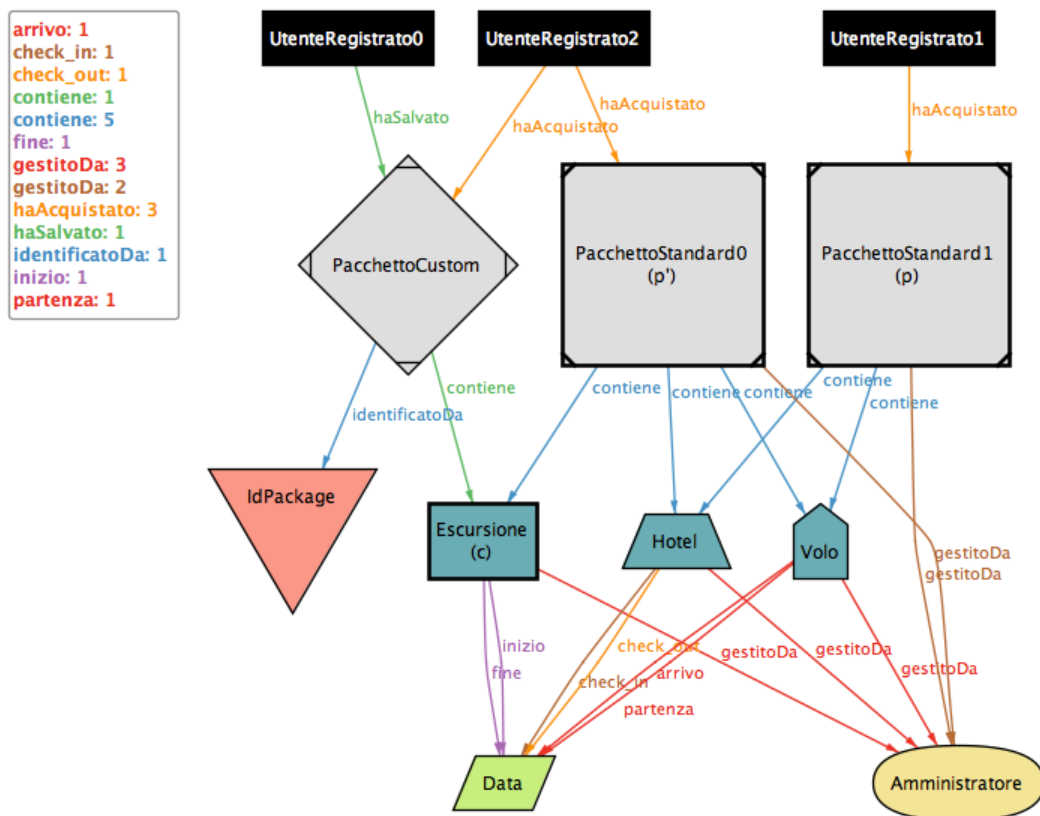 arrivo: 1
check_in: 1
check_out: 1
contiene: 1
contiene: 5
fine: 1
gestitoDa: 3
gestitoDa: 2
haAcquistato: 3
haSalvato: 1
identificatoDa: 1
inizio: 1
partenza: 1
UtenteRegistrato0
UtenteRegistrato2
UtenteRegistrato1
haSalvato
haAcquistato
haAcquistato
haAcquistato
PacchettoCustom
PacchettoStandard0
(p')
PacchettoStandard1
(p)
identificatoDa
contiene
contiene
contiene
contiene
contiene
contiene
IdPackage
Escursione
(c)
Hotel
Volo
gestitoDa
gestitoDa
inizio
fine
check_out
check_in
arrivo
partenza
gestitoDa
gestitoDa
gestitoDa
Data
Amministratore